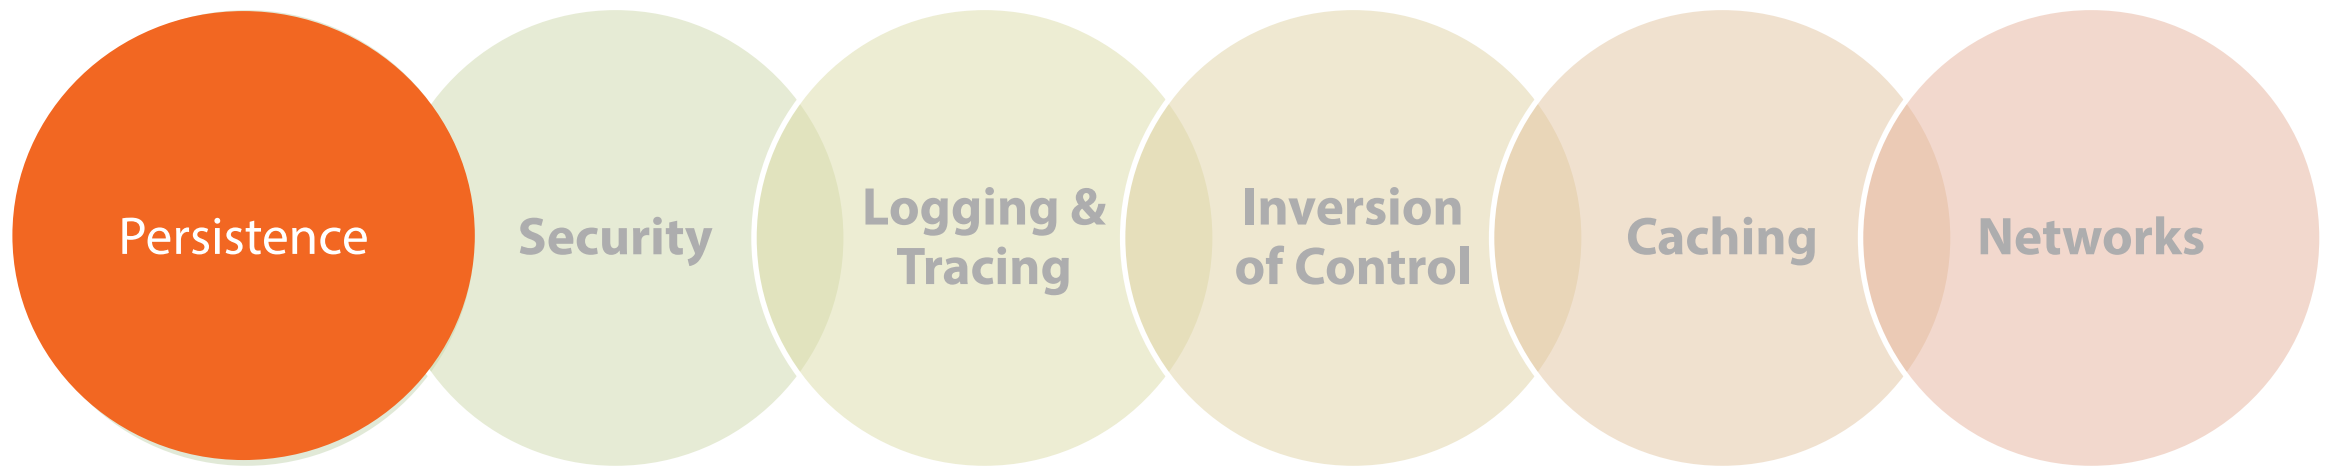 Persistence
Security
Logging &
Tracing
Inversion
of Control
Caching
Networks